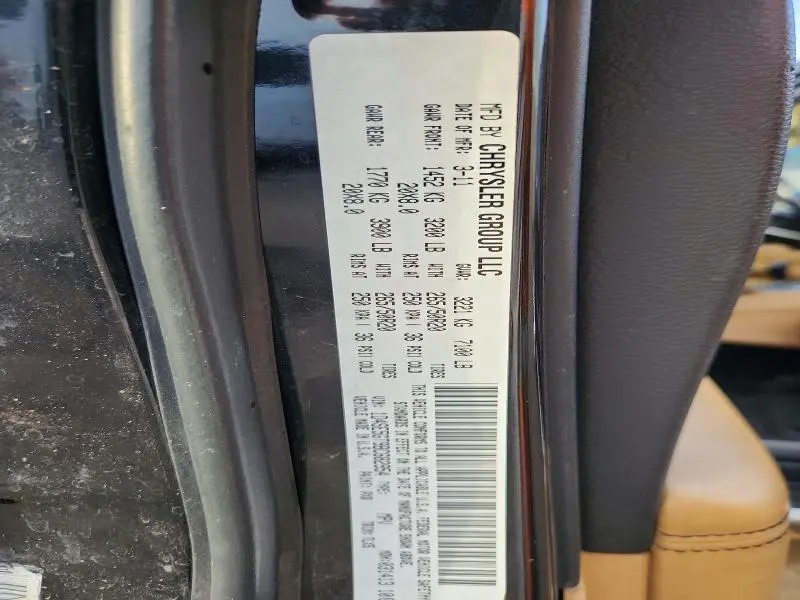 MFD BY CHRYSLER GROUP LLC
DATE OF MFR: 3-11 GVWR: 3221 KG 7100 LB
GAWR FRONT: 1452 KG 3200 LB WITH 265/50R20 TIRES
20X8.0 RIMS AT 250 KPA ( 36 PSI) COLD
GAWR REAR: 1770 KG 3900 LB WITH 265/50R20 TIRES
20X8.0 RIMS AT 250 KPA ( 36 PSI) COLD
THIS VEHICLE CONFORMS TO ALL APPLICABLE U.S.A. FEDERAL MOTOR VEHICLE
STANDARDS IN EFFECT ON THE DATE OF MANUFACTURE SHOWN ABOVE.
VIN: TYPE: MPV
VEHICLE MADE IN U.S.A. PAINT: TRIM: